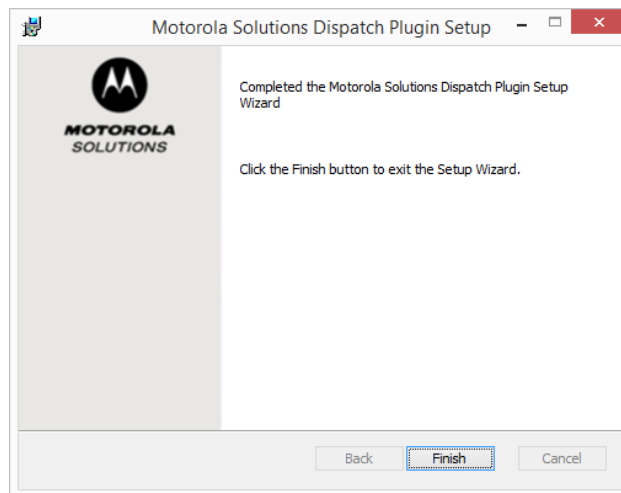 Motorola Solutions Dispatch Plugin Setup
MOTOROLA
SOLUTIONS
Completed the Motorola Solutions Dispatch Plugin Setup
Wizard
Click the Finish button to exit the Setup Wizard.
Back
Finish
Cancel